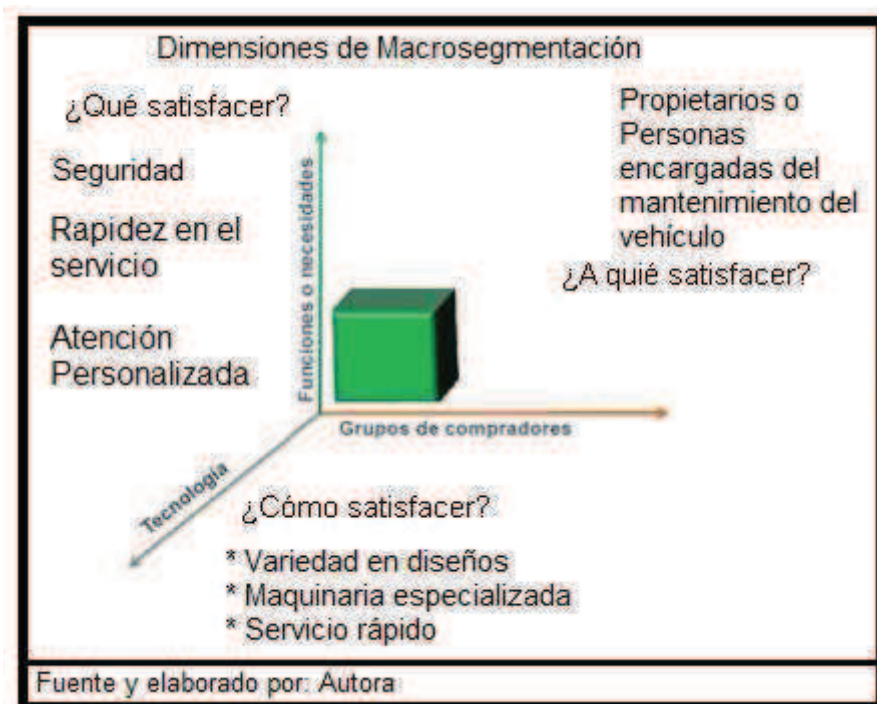 Dimensiones de Macrosegmentación
¿Qué satisfacer?
Seguridad
Rapidez en el
servicio
Atención
Personalizada
Funciones o necesidades
Propietarios o
Personas
encargadas del
mantenimiento del
vehículo
¿A quié satisfacer?
Grupos de compradores
Tecnología
¿Cómo satisfacer?
* Variedad en diseños
* Maquinaria especializada
* Servicio rápido
Fuente y elaborado por: Autora